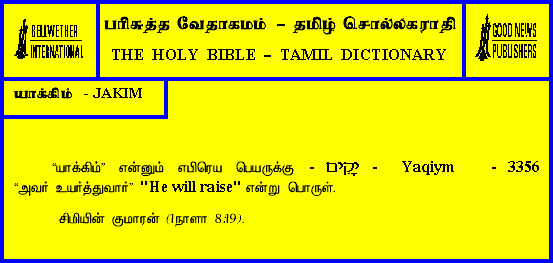 BELLWETHER
INTERNATIONAL
பரிசுத்த வேதாகமம் – தமிழ் சொல்லகராதி
THE HOLY BIBLE – TAMIL DICTIONARY
GOOD NEWS
PUBLISHERS
யாக்கிம் - JAKIM
“யாக்கிம்” என்னும் எபிரெய பெயருக்கு - יָקִים - Yaqiym - 3356
“அவர் உயர்த்துவார்” "He will raise" என்று பொருள்.
சிமியின் குமாரன் (1நாளா 8:19).